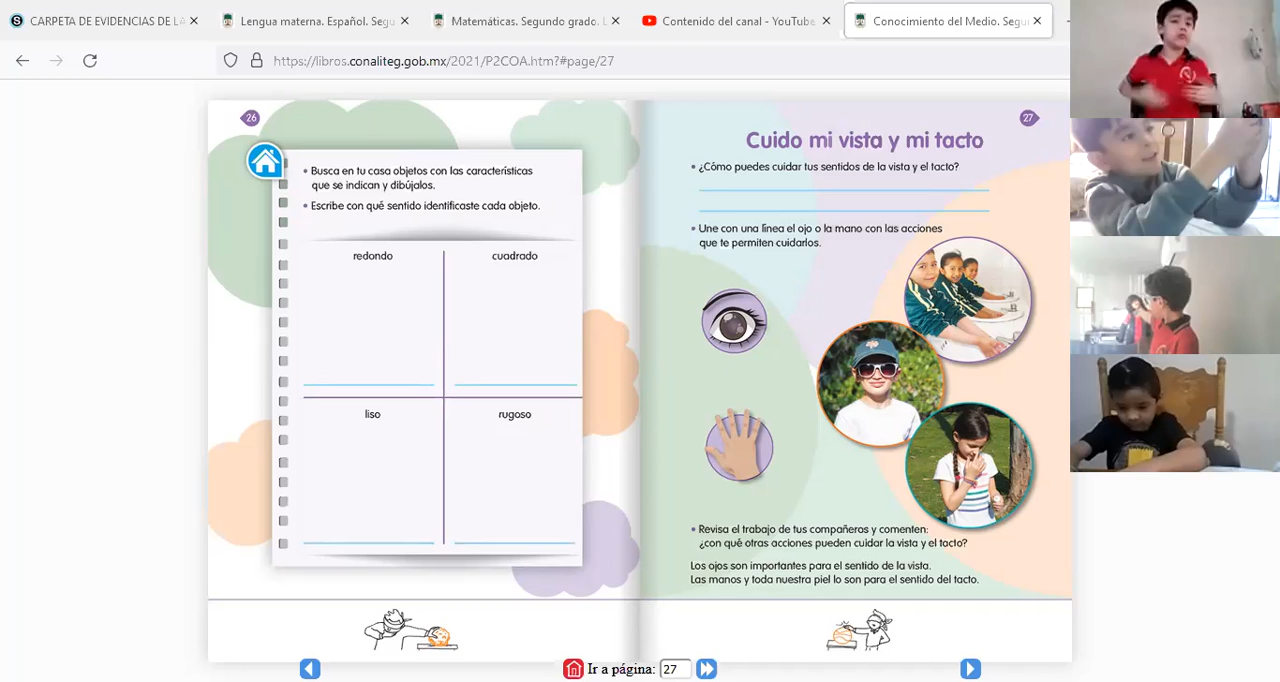 CARPETA DE EVIDENCIAS DE LA
Lengua materna. Español. Segu
Matemáticas. Segundo grado.
Contenido del canal - YouTube
Conocimiento del Medio. Segu
https://libros.conaliteg.gob.mx/2021/P2COA.htm?#page/27
26
• Busca en tu casa objetos con las características
que se indican y dibújalos.
• Escribe con qué sentido identificaste cada objeto.
redondo
cuadrado
liso
rugoso
27
Cuido mi vista y mi tacto
• ¿Cómo puedes cuidar tus sentidos de la vista y el tacto?
• Une con una línea el ojo o la mano con las acciones
que te permiten cuidarlos.
• Revisa el trabajo de tus compañeros y comenten:
¿con qué otras acciones pueden cuidar la vista y el tacto?
Los ojos son importantes para el sentido de la vista.
Las manos y toda nuestra piel lo son para el sentido del tacto.
Ir a página: 27